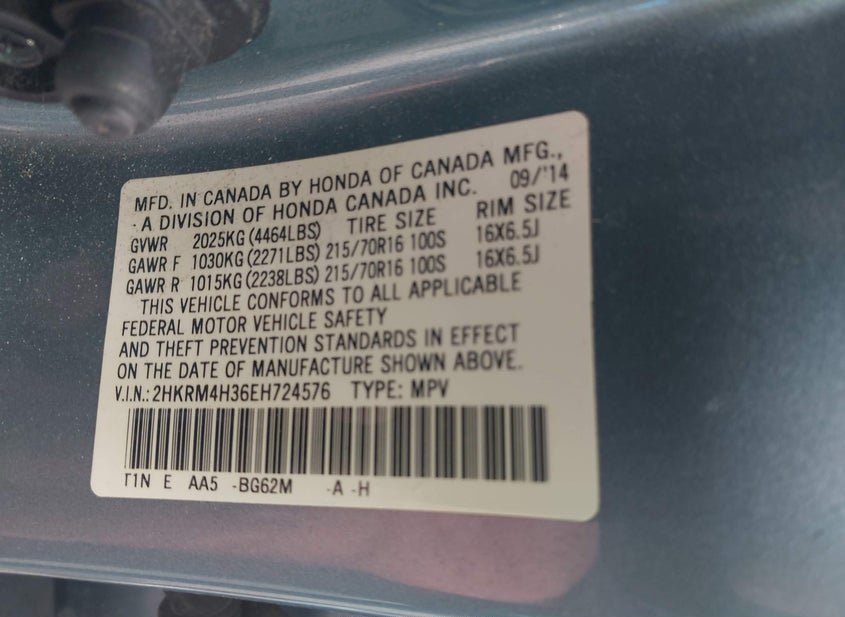 MFD. IN CANADA BY HONDA OF CANADA MFG.,
A DIVISION OF HONDA CANADA INC. 09/'14
GVWR 2025KG (4464LBS) TIRE SIZE RIM SIZE
GAWR F 1030KG (2271LBS) 215/70R16 100S 16X6.5J
GAWR R 1015KG (2238LBS) 215/70R16 100S 16X6.5J
THIS VEHICLE CONFORMS TO ALL APPLICABLE
FEDERAL MOTOR VEHICLE SAFETY
AND THEFT PREVENTION STANDARDS IN EFFECT
ON THE DATE OF MANUFACTURE SHOWN ABOVE.
V.I.N.: 2HKRM4H36EH724576 TYPE: MPV
T1N E AA5 -BG62M -A -H